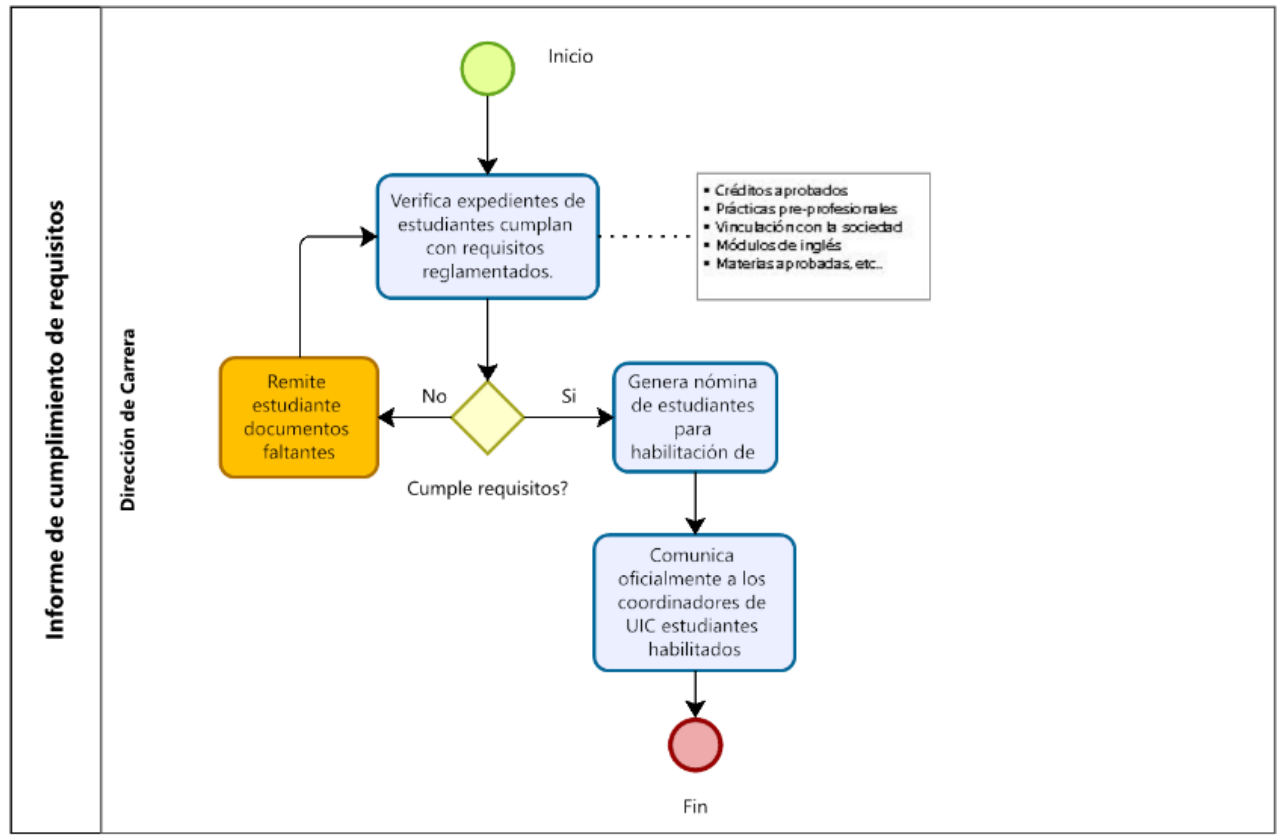 Informe de cumplimiento de requisitos
Dirección de Carrera
Inicio
Verifica expedientes de
estudiantes cumplan
con requisitos
reglamentados.
▪ Créditos aprobados
▪ Prácticas pre-profesionales
▪ Vinculación con la sociedad
▪ Módulos de inglés
▪ Materias aprobadas, etc..
Remite
estudiante
documentos
faltantes
No
Si
Cumple requisitos?
Genera nómina
de estudiantes
para
habilitación de
Comunica
oficialmente a los
coordinadores de
UIC estudiantes
habilitados
Fin